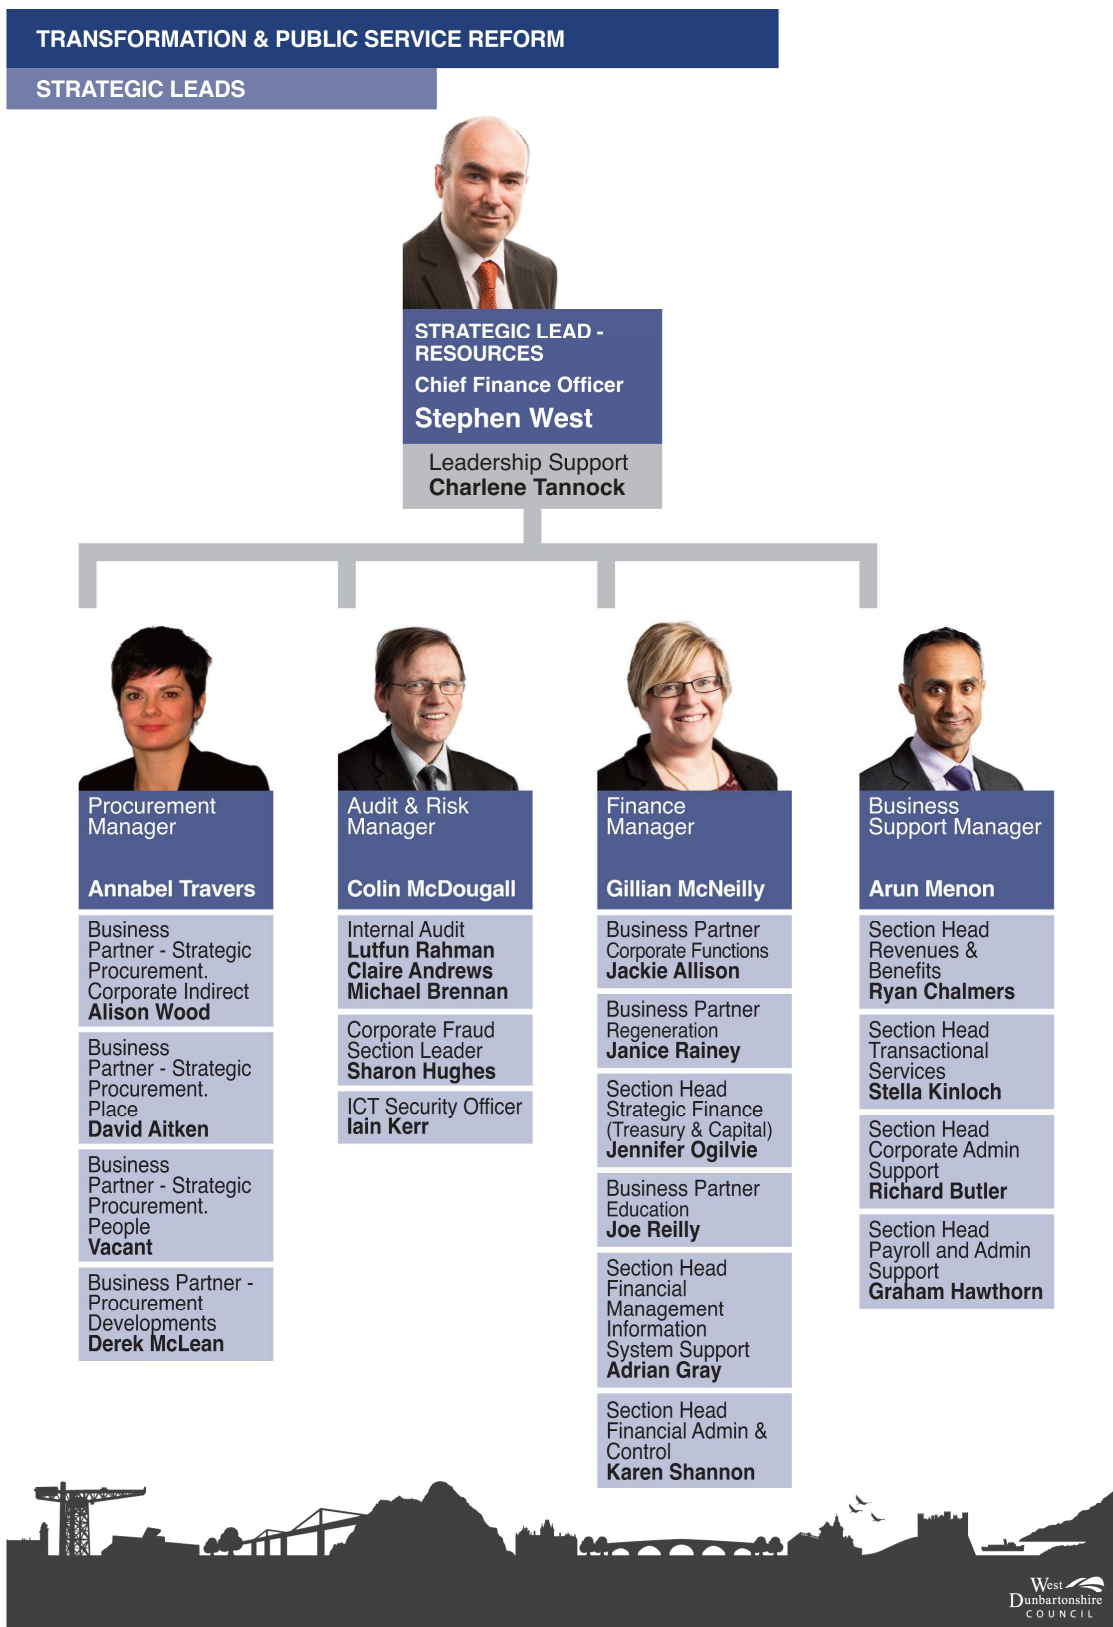 TRANSFORMATION & PUBLIC SERVICE REFORM
STRATEGIC LEADS
STRATEGIC LEAD -
RESOURCES
Chief Finance Officer
Stephen West
Leadership Support
Charlene Tannock
Procurement
Manager
Annabel Travers
Business
Partner - Strategic
Procurement.
Corporate Indirect
Alison Wood
Business
Partner - Strategic
Procurement.
Place
David Aitken
Business
Partner - Strategic
Procurement.
People
Vacant
Business Partner -
Procurement
Developments
Derek McLean
Audit & Risk
Manager
Colin McDougall
Internal Audit
Lutfun Rahman
Claire Andrews
Michael Brennan
Corporate Fraud
Section Leader
Sharon Hughes
ICT Security Officer
Iain Kerr
Finance
Manager
Gillian McNeilly
Business Partner
Corporate Functions
Jackie Allison
Business Partner
Regeneration
Janice Rainey
Section Head
Strategic Finance
(Treasury & Capital)
Jennifer Ogilvie
Business Partner
Education
Joe Reilly
Section Head
Financial
Management
Information
System Support
Adrian Gray
Section Head
Financial Admin &
Control
Karen Shannon
Business
Support Manager
Arun Menon
Section Head
Revenues &
Benefits
Ryan Chalmers
Section Head
Transactional
Services
Stella Kinloch
Section Head
Corporate Admin
Support
Richard Butler
Section Head
Payroll and Admin
Support
Graham Hawthorn
West
Dunbartonshire
COUNCIL